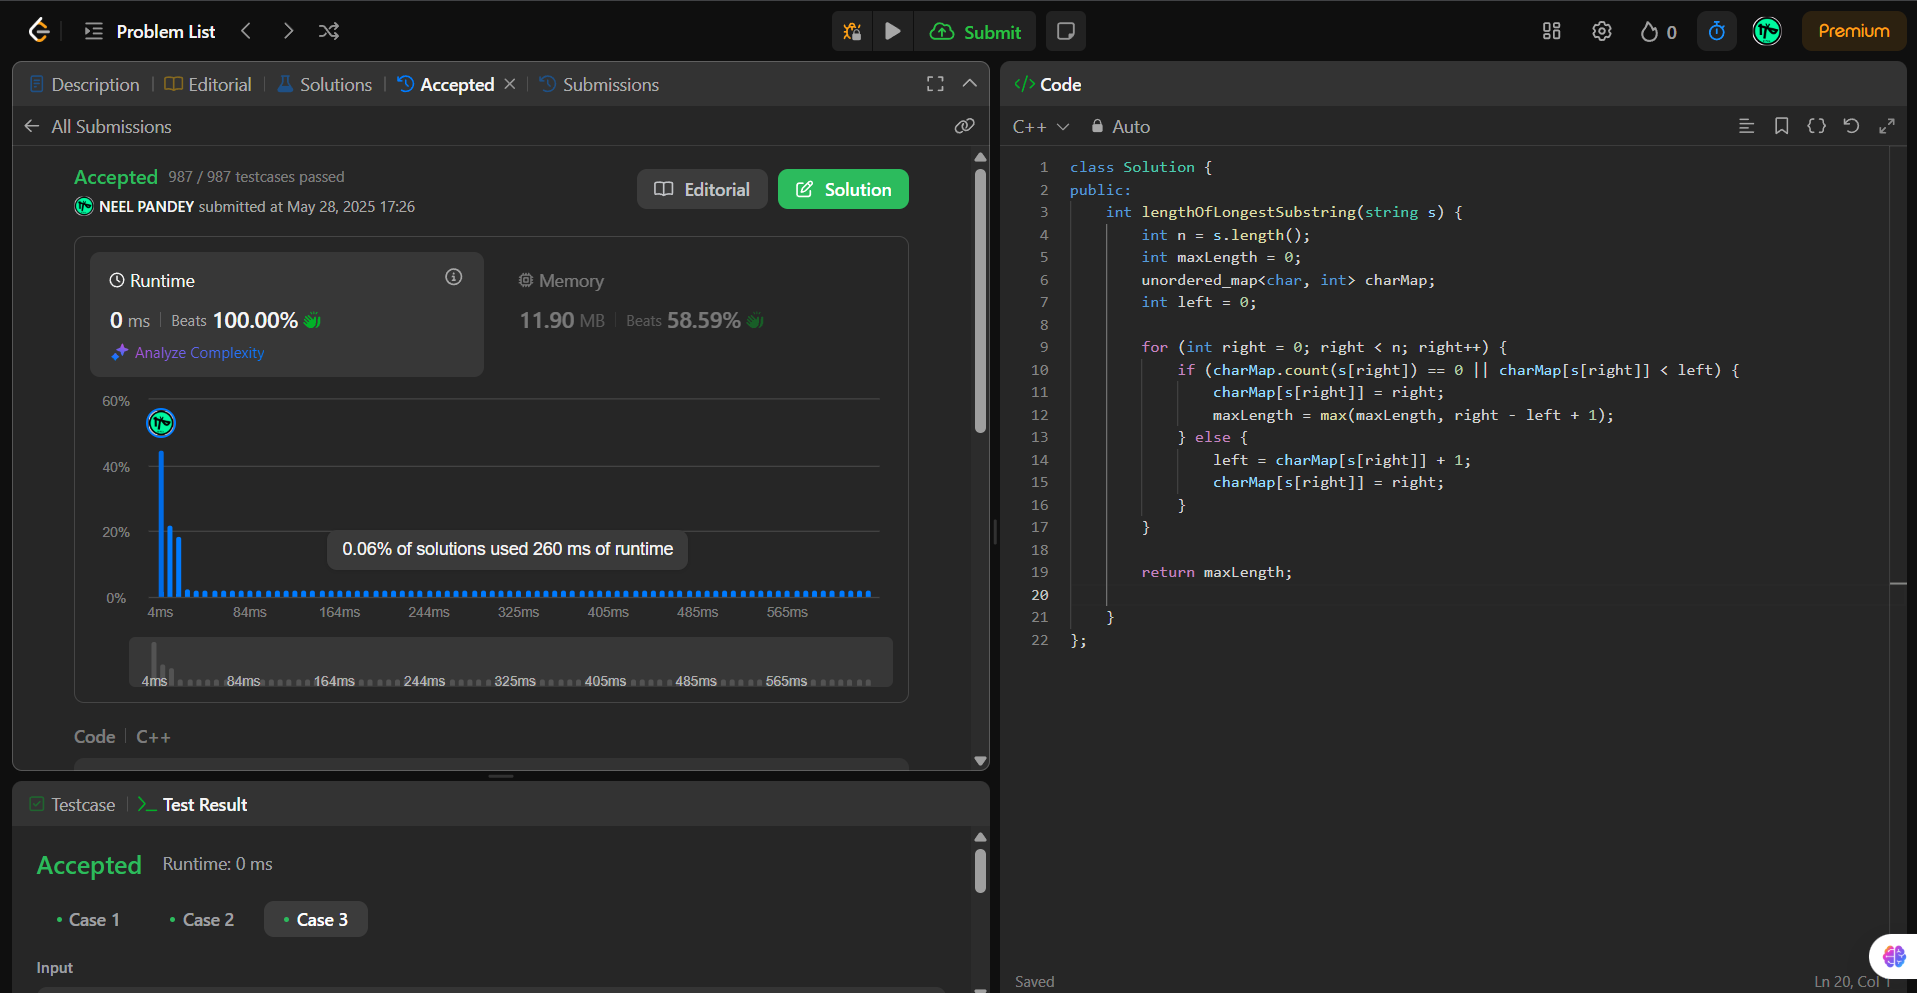 Problem List
Submit
0
Premium
Description
Editorial
Solutions
Accepted
Submissions
All Submissions
Accepted 987 / 987 testcases passed
NEEL PANDEY submitted at May 28, 2025 17:26
Editorial
Solution
Runtime
0 ms Beats 100.00%
Analyze Complexity
Memory
11.90 MB Beats 58.59%
60%
40%
20%
0%
0.06% of solutions used 260 ms of runtime
4ms 84ms 164ms 244ms 325ms 405ms 485ms 565ms
4ms 84ms 164ms 244ms 325ms 405ms 485ms 565ms
Code C++
Testcase
>_ Test Result
Accepted Runtime: 0 ms
Case 1
Case 2
Case 3
Input
</> Code
C++
Auto
1 class Solution {
2 public:
3     int lengthOfLongestSubstring(string s) {
4         int n = s.length();
5         int maxLength = 0;
6         unordered_map<char, int> charMap;
7         int left = 0;
8
9         for (int right = 0; right < n; right++) {
10             if (charMap.count(s[right]) == 0 || charMap[s[right]] < left) {
11                 charMap[s[right]] = right;
12                 maxLength = max(maxLength, right - left + 1);
13             } else {
14                 left = charMap[s[right]] + 1;
15                 charMap[s[right]] = right;
16             }
17         }
18
19         return maxLength;
20
21     }
22 };
Saved
Ln 20, Col 1